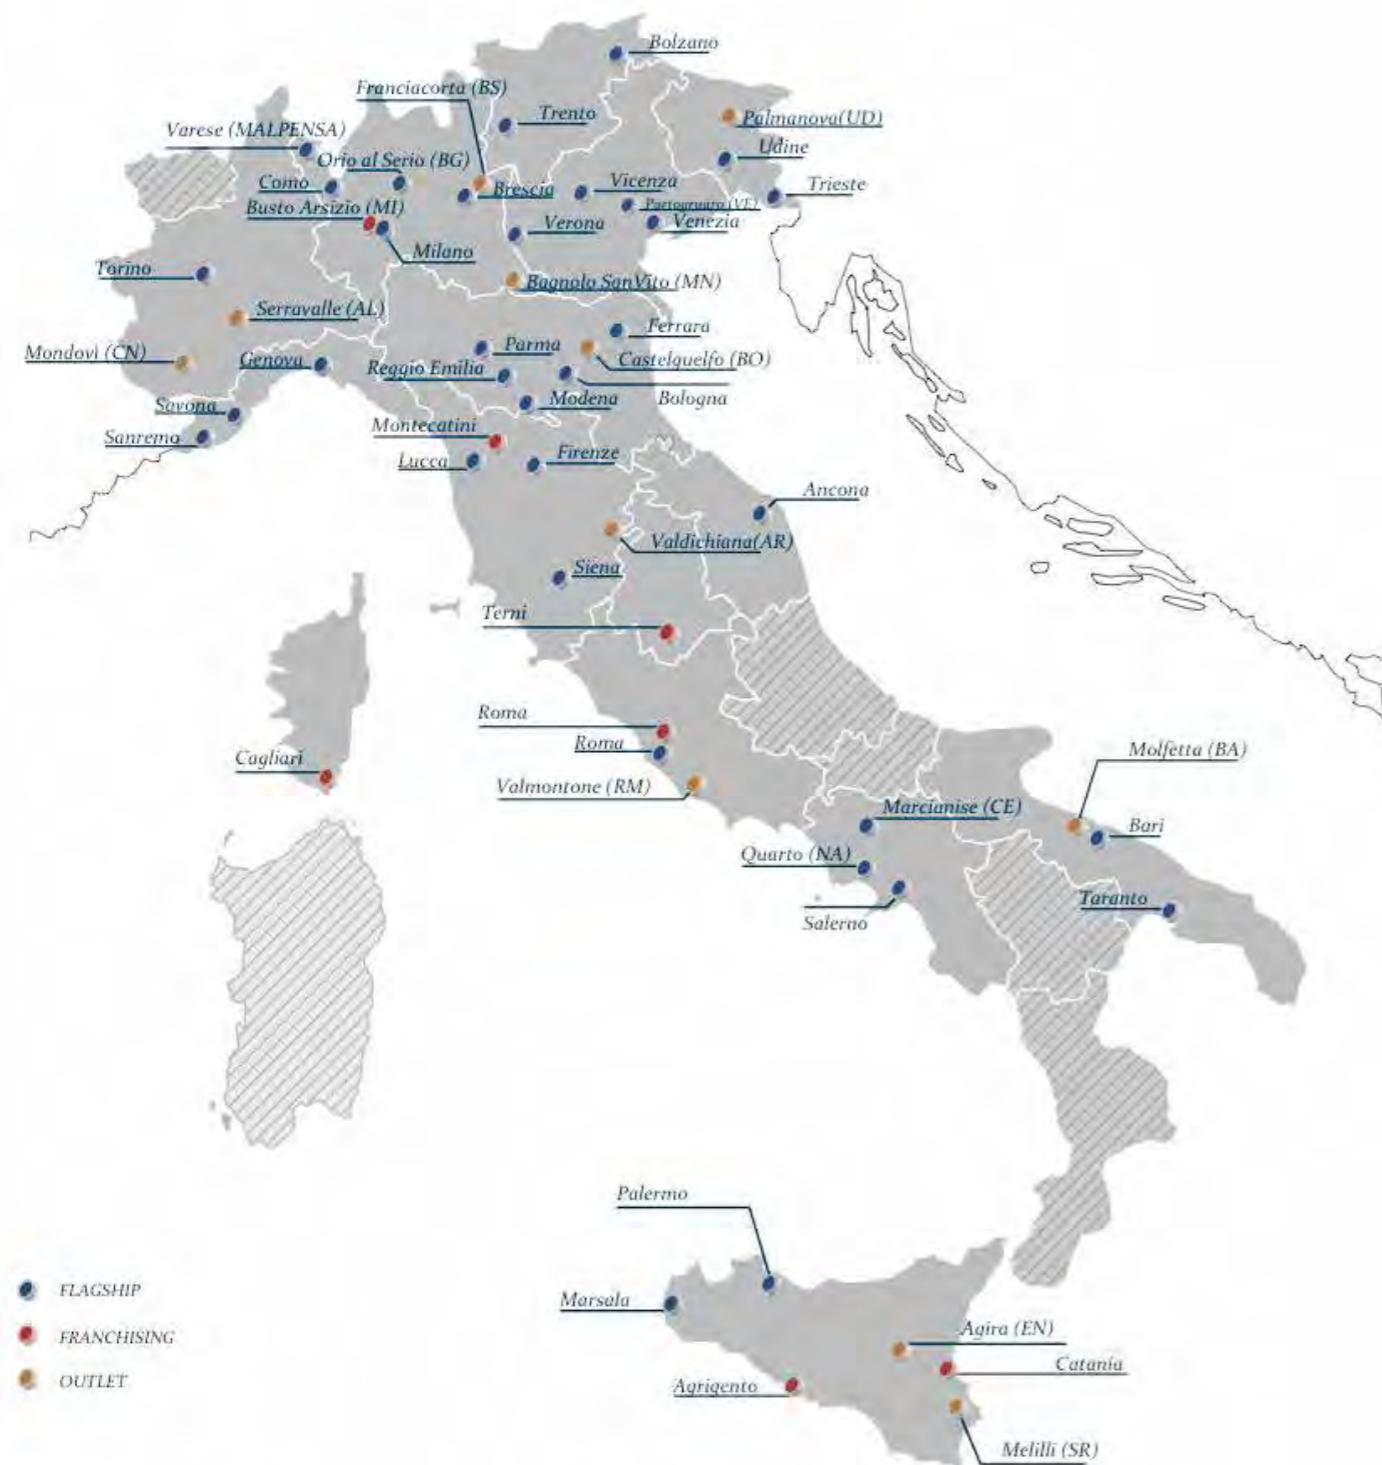 Bolzano
Franciacorta (BS)
Trento
Palmanova(UD)
Varese (MALPENSA)
Orio al Serio (BG)
Udine
Como
Brescia
Vicenza
Trieste
Busto Arsizio (MI)
Portogruaro (VE)
Verona
Venezia
Milano
Torino
Bagnolo SanVito (MN)
Serravalle (AL)
Ferrara
Mondovì (CN)
Genova
Parma
Castelguelfo (BO)
Reggio Emilia
Savona
Modena
Bologna
Sanremo
Montecatini
Lucca
Firenze
Ancona
Valdichiana(AR)
Siena
Terni
Roma
Roma
Cagliari
Molfetta (BA)
Valmontone (RM)
Marcianise (CE)
Bari
Quarto (NA)
Taranto
Salerno
Palermo
Marsala
Agira (EN)
Catania
Agrigento
Melilli (SR)
FLAGSHIP
FRANCHISING
OUTLET